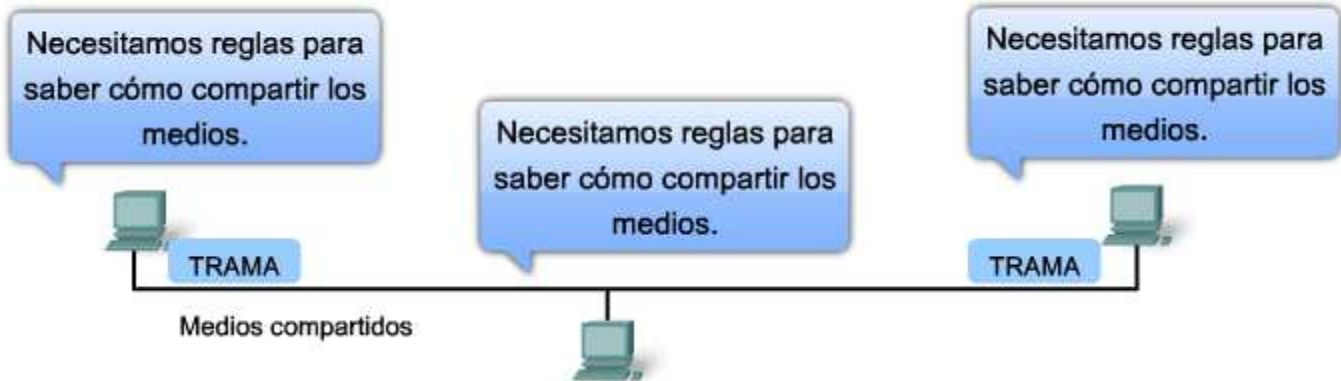 Necesitamos reglas para
saber cómo compartir los
medios.
Necesitamos reglas para
saber cómo compartir los
medios.
Necesitamos reglas para
saber cómo compartir los
medios.
TRAMA
TRAMA
Medios compartidos